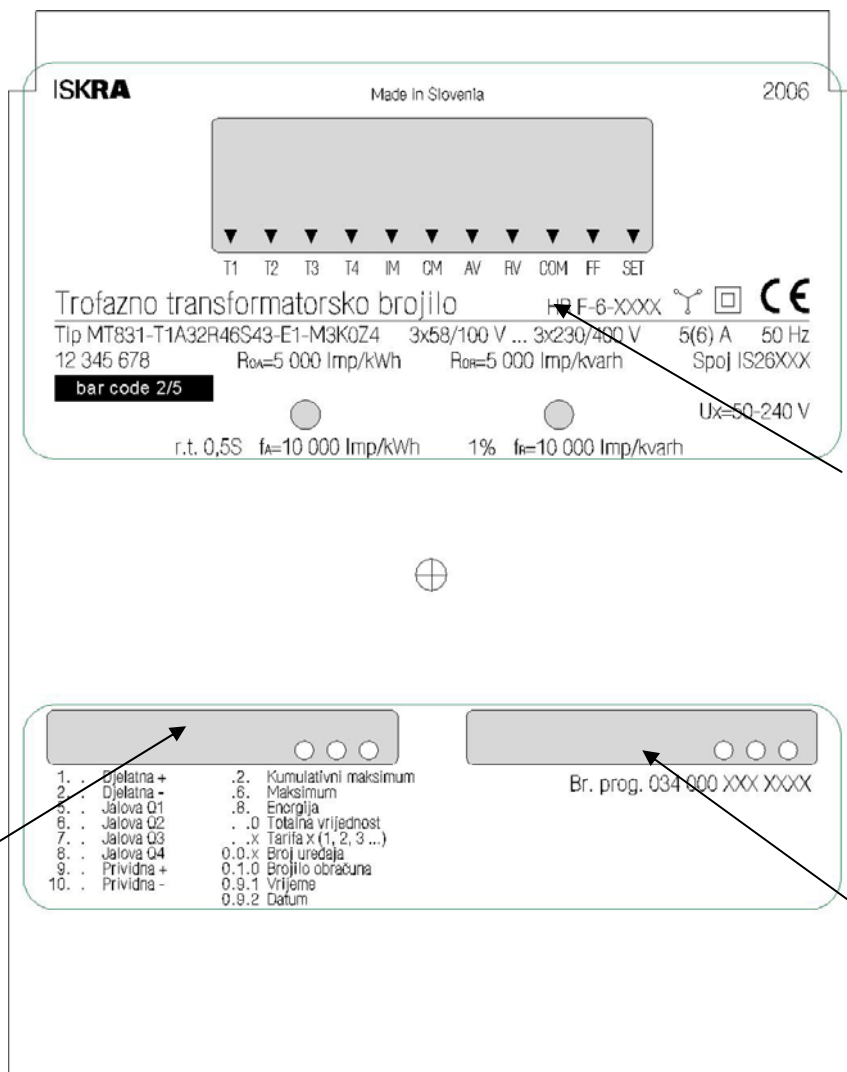 ISKRA Made in Slovenia 2006
T1 T2 T3 T4 IM CM AV RV COM FF SET
Trofazno transformatorsko brojilo HR F-6-XXXX CE
Tip MT831-T1A32R46S43-E1-M3K0Z4 3x58/100 V ... 3x230/400 V 5(6) A 50 Hz
12 345 678 ROA=5 000 Imp/kWh ROR=5 000 Imp/kvarh Spoj IS26XXX
bar code 2/5
Ux=50-240 V
r.t. 0,5S fA=10 000 Imp/kWh 1% fR=10 000 Imp/kvarh
1. . Djelatna + .2. Kumulativni maksimum
2. . Djelatna - .6. Maksimum
5. . Jalova Q1 .8. Energija
6. . Jalova Q2 . .0 Totalna vrijednost
7. . Jalova Q3 . .x Tarifa x (1, 2, 3 ...)
8. . Jalova Q4 0.0.x Broj uređaja
9. . Prividna + 0.1.0 Brojilo obračuna
10. . Prividna - 0.9.1 Vrijeme
0.9.2 Datum
Br. prog. 034 000 XXX XXXX